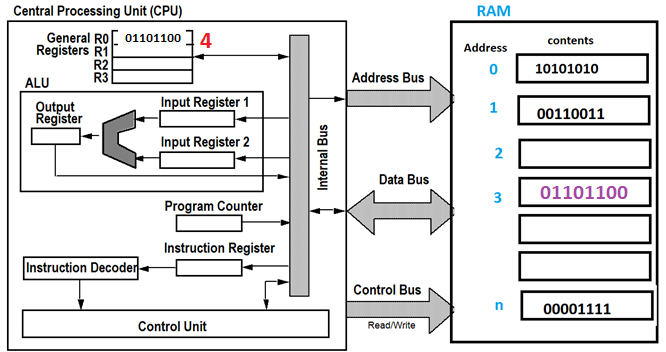 Central Processing Unit (CPU)
General
Registers
R0
01101100
4
R1
R2
R3
ALU
Output
Register
Input Register 1
Input Register 2
Program Counter
Instruction Register
Instruction Decoder
Control Unit
Internal Bus
Address Bus
Data Bus
Control Bus
Read/Write
RAM
Address
contents
0
10101010
1
00110011
2
3
01101100
n
00001111